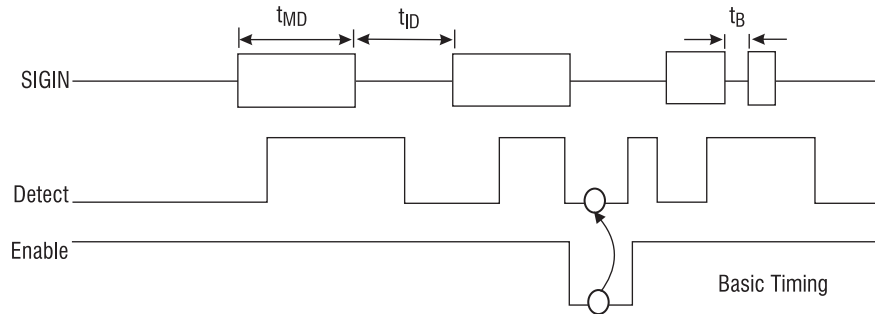 tMD
tID
tB
SIGIN
Detect
Enable
Basic Timing